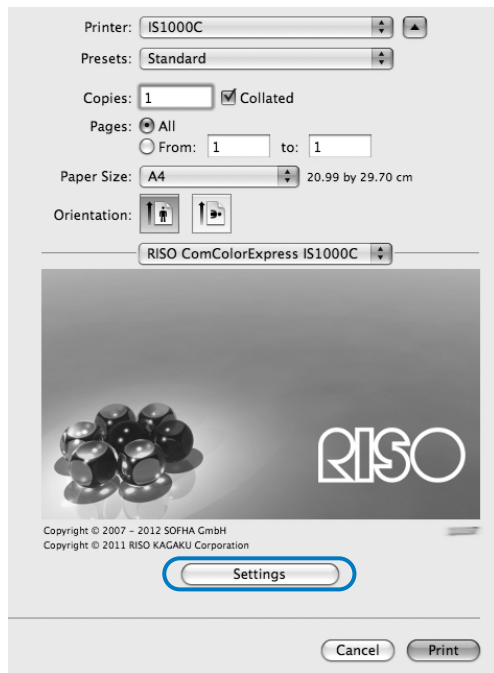 Printer: IS1000C
Presets: Standard
Copies: 1 Collated
Pages: All
From: 1 to: 1
Paper Size: A4 20.99 by 29.70 cm
Orientation:
RISO ComColorExpress IS1000C
RISO
Copyright © 2007 – 2012 SOFHA GmbH
Copyright © 2011 RISO KAGAKU Corporation
Settings
Cancel Print